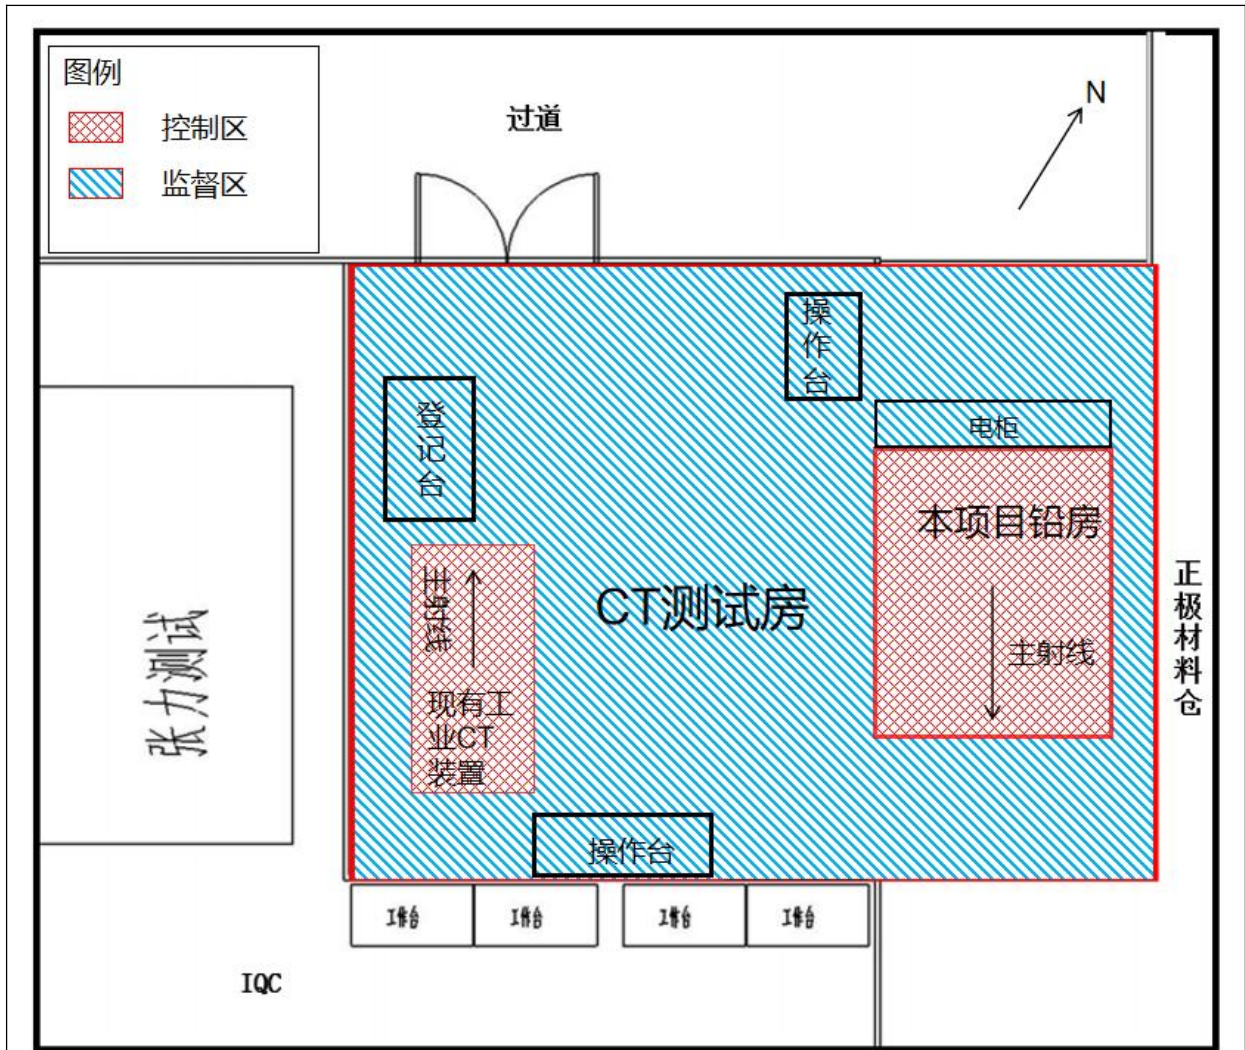 图例
控制区
监督区
过道
N
操作台
登记台
电柜
本项目铅房
主射线
CT测试房
主射线
现有工
业CT
装置
张力测试
正极材料仓
操作台
工作台
工作台
工作台
工作台
IQC